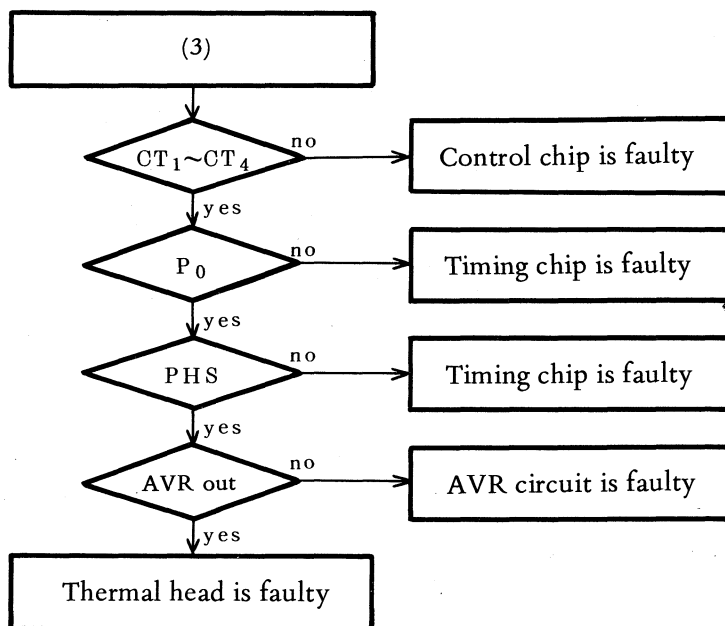 (3)
CT1~CT4
no
Control chip is faulty
yes
P0
no
Timing chip is faulty
yes
PHS
no
Timing chip is faulty
yes
AVR out
no
AVR circuit is faulty
yes
Thermal head is faulty